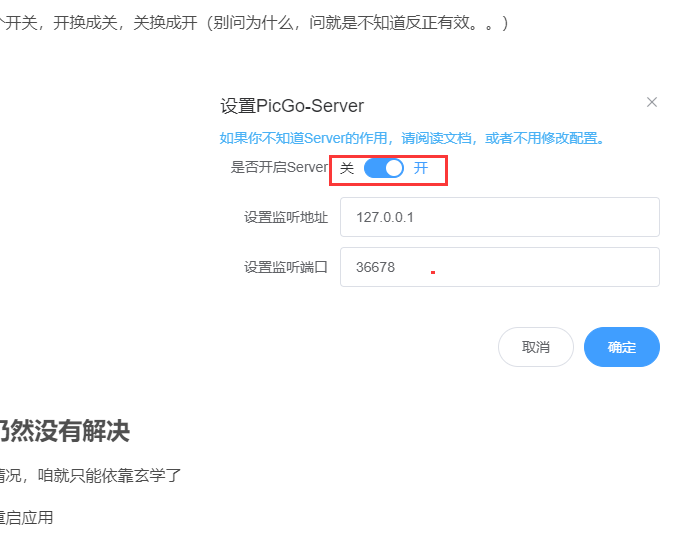 个开关，开换成关，关换成开（别问为什么，问就是不知道反正有效。。）
设置PicGo-Server
如果你不知道Server的作用，请阅读文档，或者不用修改配置。
是否开启Server 关 开
设置监听地址 127.0.0.1
设置监听端口 36678
取消 确定
仍然没有解决
情况，咱就只能依靠玄学了
重启应用